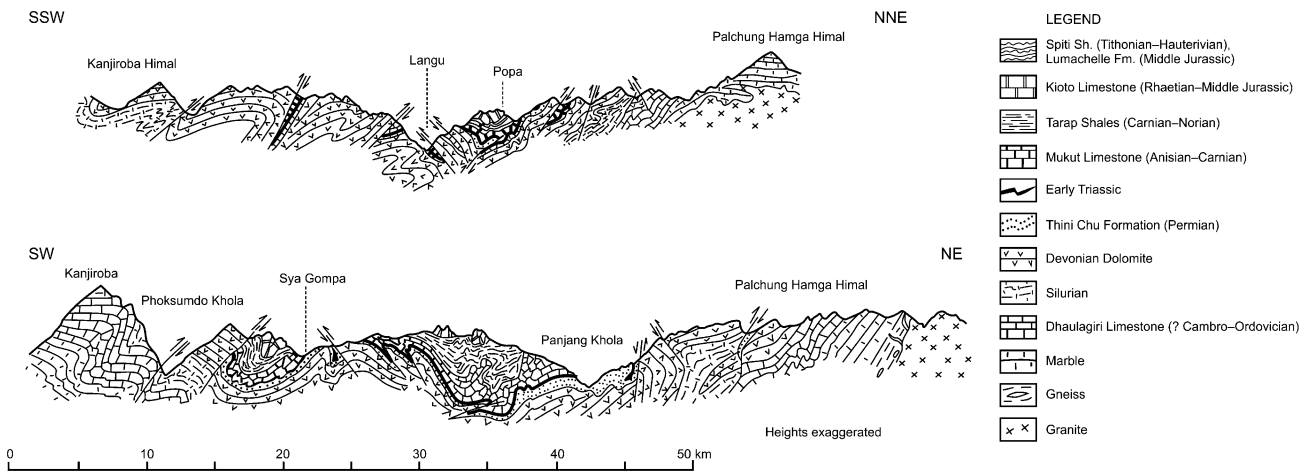 SSW
NNE
Kanjiroba Himal
Langu
Popa
Palchung Hamga Himal
SW
NE
Kanjiroba
Phoksumdo Khola
Sya Gompa
Panjang Khola
Palchung Hamga Himal
Heights exaggerated
0 10 20 30 40 50 km
LEGEND
Spiti Sh. (Tithonian–Hauterivian),
Lumachelle Fm. (Middle Jurassic)
Kioto Limestone (Rhaetian–Middle Jurassic)
Tarap Shales (Carnian–Norian)
Mukut Limestone (Anisian–Carnian)
Early Triassic
Thini Chu Formation (Permian)
Devonian Dolomite
Silurian
Dhaulagiri Limestone (? Cambro–Ordovician)
Marble
Gneiss
Granite